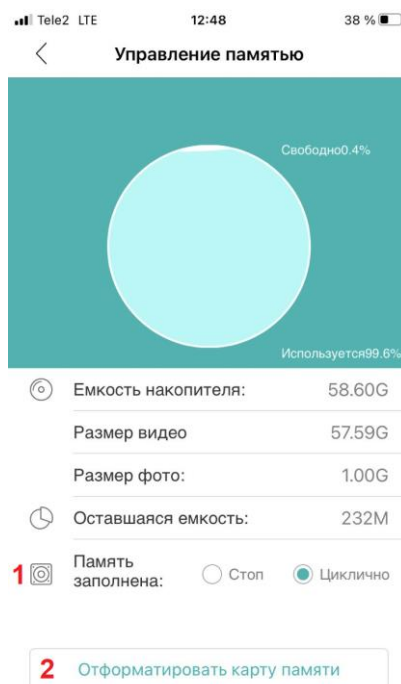 Tele2 LTE 12:48 38 %
Управление памятью
Свободно0.4%
Используется99.6%
Емкость накопителя: 58.60G
Размер видео 57.59G
Размер фото: 1.00G
Оставшаяся емкость: 232M
1 Память заполнена: Стоп Циклично
2 Отформатировать карту памяти